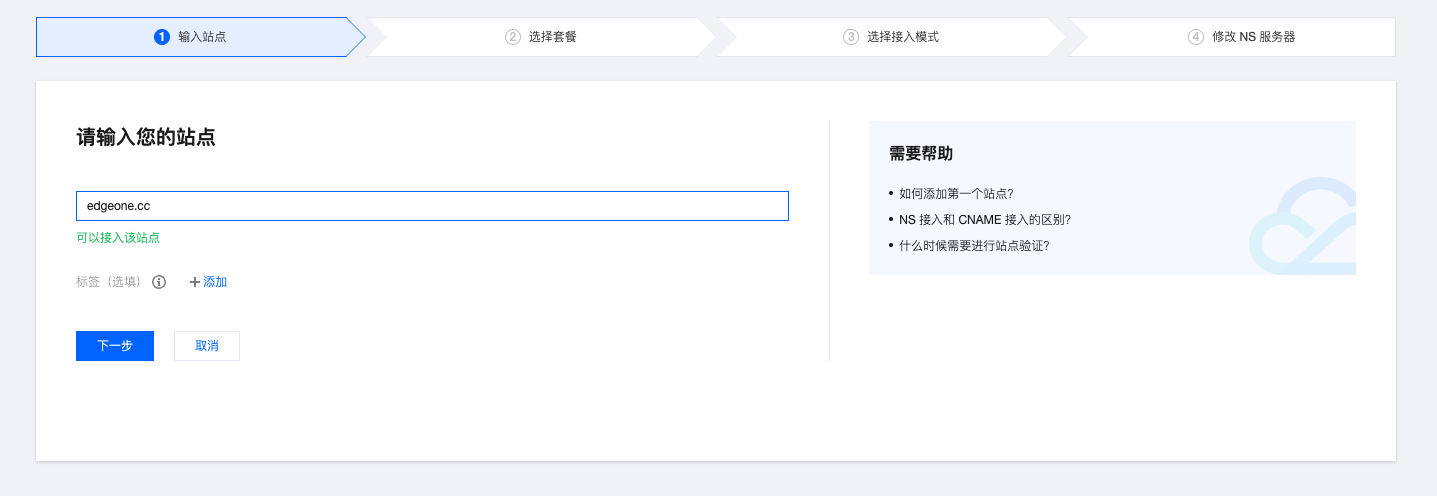 1 输入站点
2 选择套餐
3 选择接入模式
4 修改 NS 服务器
请输入您的站点
edgeone.cc
可以接入该站点
标签（选填） 添加
下一步 取消
需要帮助
• 如何添加第一个站点?
• NS 接入和 CNAME 接入的区别?
• 什么时候需要进行站点验证?